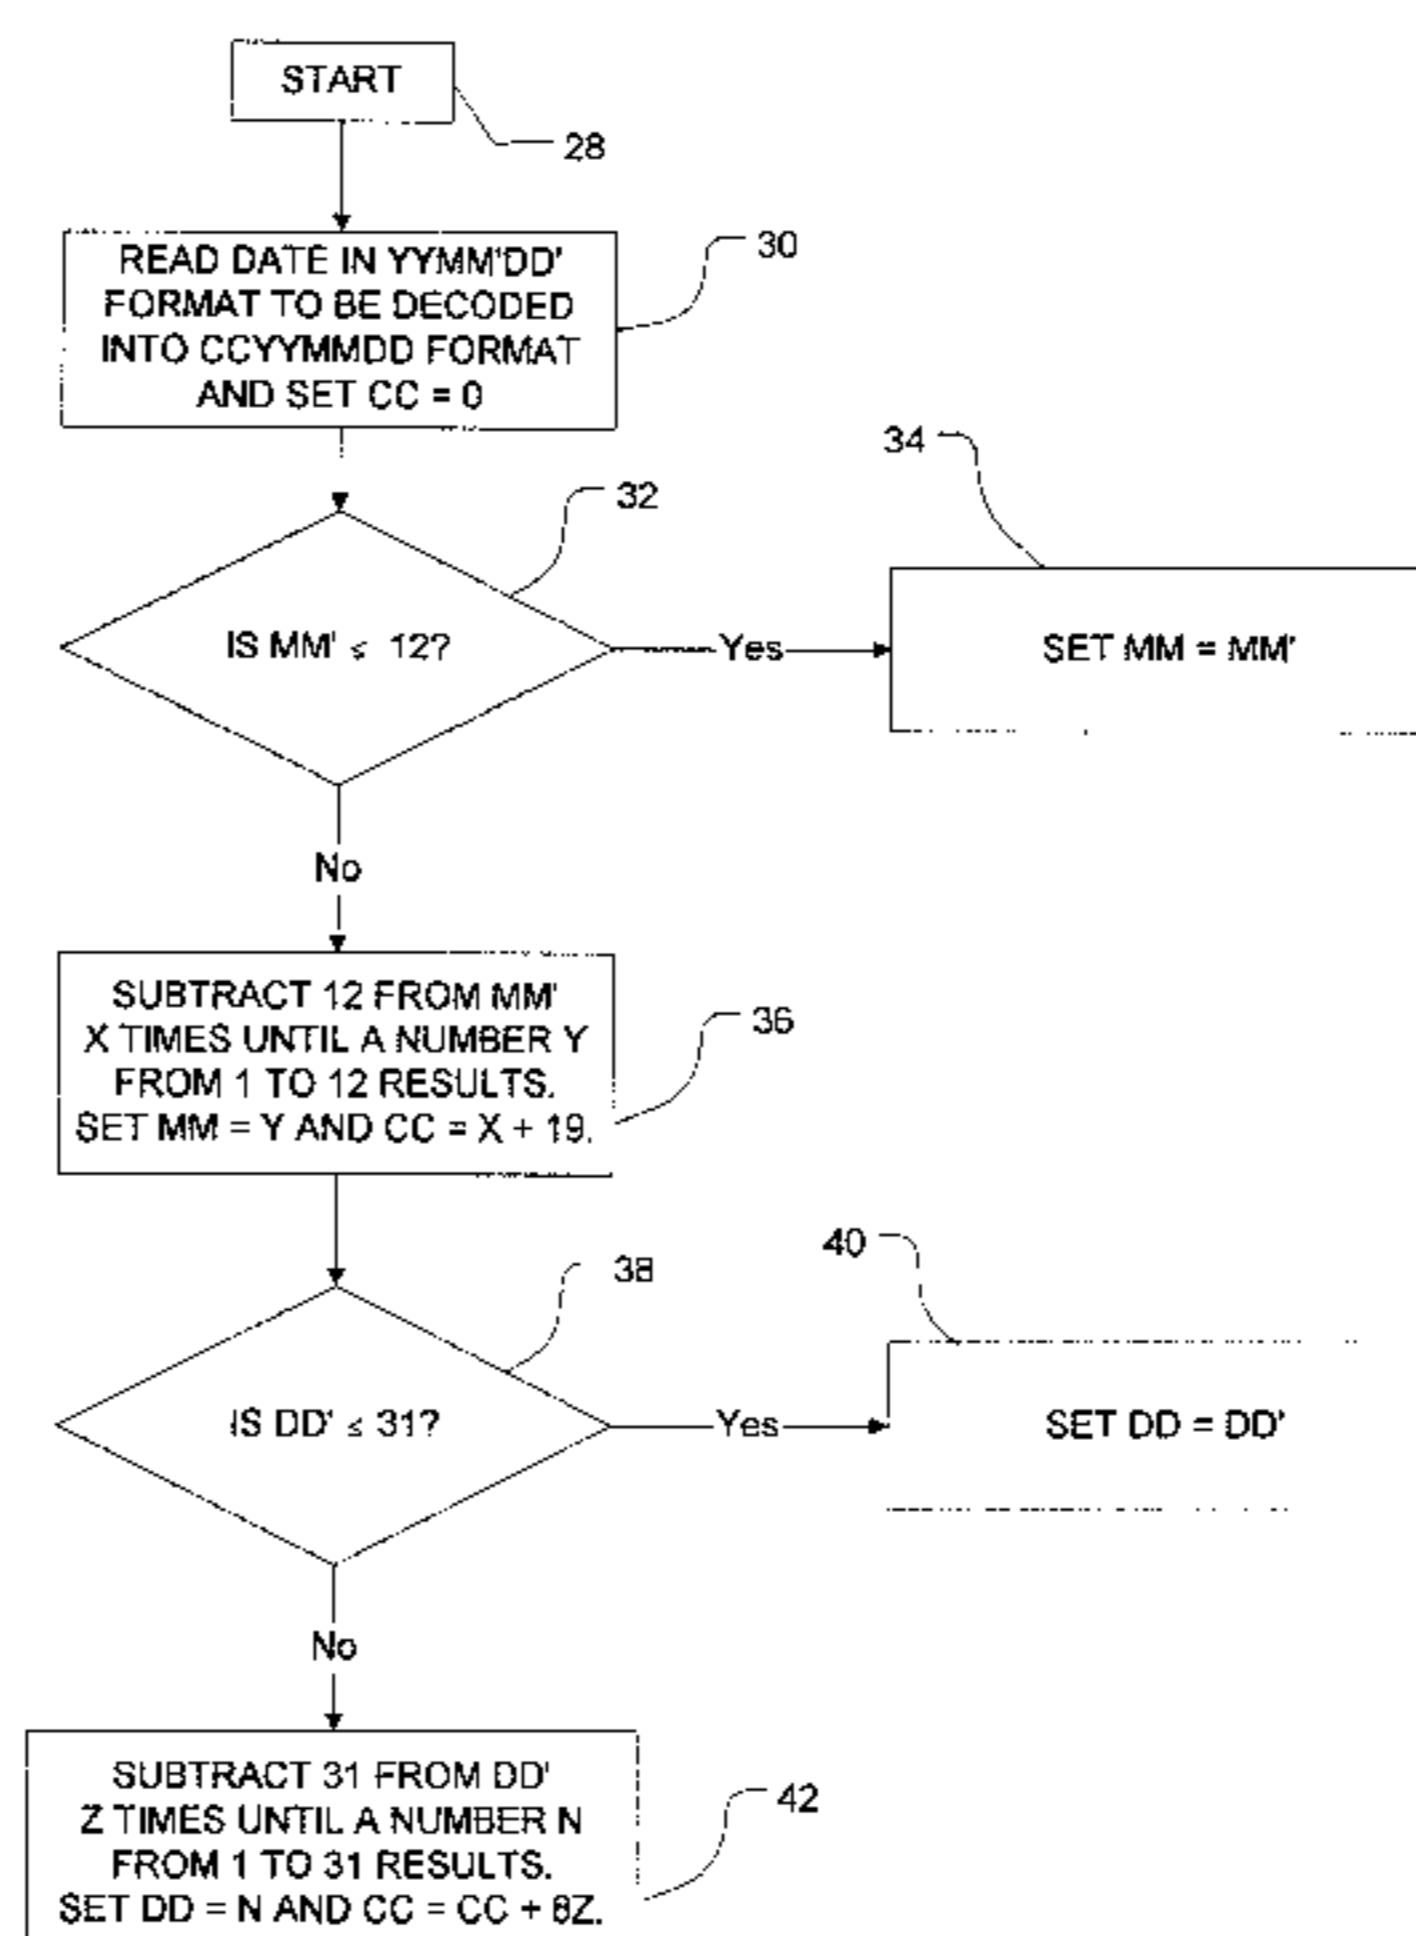 START
28
READ DATE IN YYMM'DD'
FORMAT TO BE DECODED
INTO CCYYMMDD FORMAT
AND SET CC = 0
30
32
34
IS MM' ≤ 12?
Yes
SET MM = MM'
No
SUBTRACT 12 FROM MM'
X TIMES UNTIL A NUMBER Y
FROM 1 TO 12 RESULTS.
SET MM = Y AND CC = X + 19.
36
38
40
IS DD' ≤ 31?
Yes
SET DD = DD'
No
SUBTRACT 31 FROM DD'
Z TIMES UNTIL A NUMBER N
FROM 1 TO 31 RESULTS.
SET DD = N AND CC = CC +
42